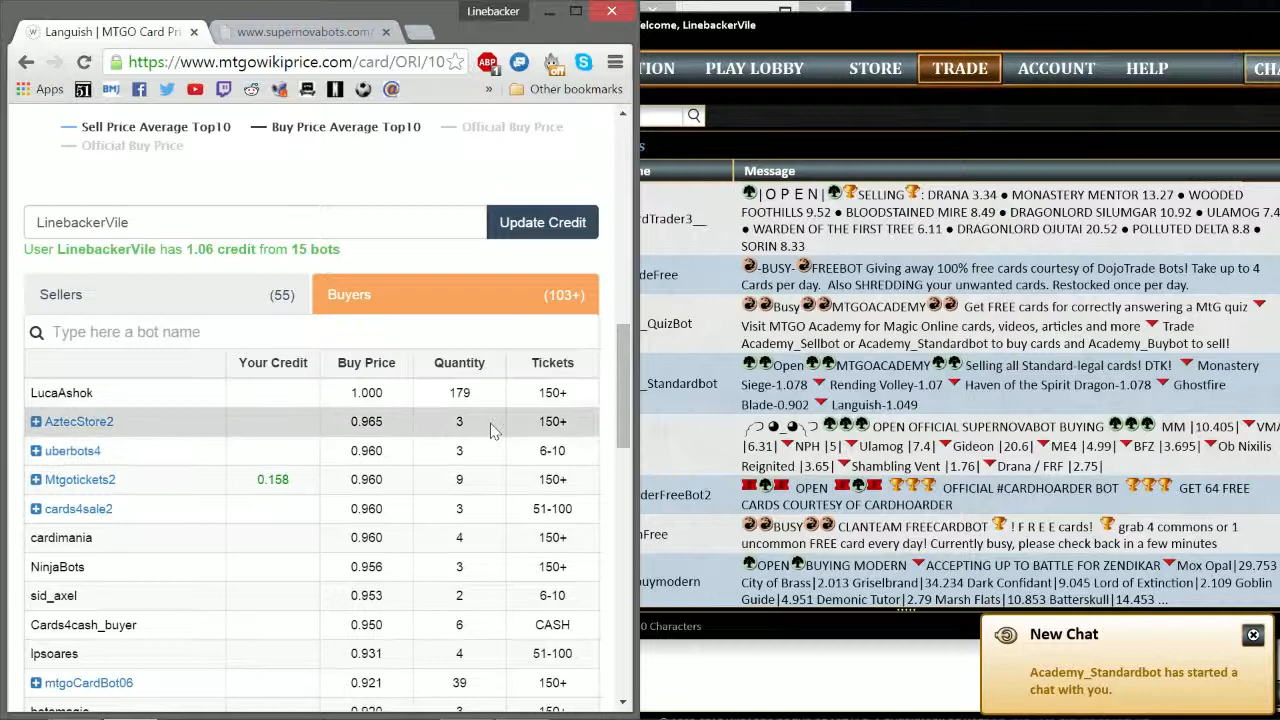 Linebacker
Languish | MTGO Card Pri
www.supernovabots.com/
https://www.mtgowikiprice.com/card/ORI/10
Apps
Other bookmarks
Sell Price Average Top10
Buy Price Average Top10
Official Buy Price
Official Buy Price
LinebackerVile
Update Credit
User LinebackerVile has 1.06 credit from 15 bots
Sellers (55)
Buyers (103+)
Type here a bot name
Your Credit Buy Price Quantity Tickets
LucaAshok 1.000 179 150+
AztecStore2 0.965 3 150+
uberbots4 0.960 3 6-10
Mtgotickets2 0.158 0.960 9 150+
cards4sale2 0.960 3 51-100
cardimania 0.960 4 150+
NinjaBots 0.956 3 150+
sid_axel 0.953 2 6-10
Cards4cash_buyer 0.950 6 CASH
lpsoares 0.931 4 51-100
mtgoCardBot06 0.921 39 150+
elcome, LinebackerVile
TION PLAY LOBBY STORE TRADE ACCOUNT HELP CHA
s
me Message
rdTrader3__
|OPEN| SELLING : DRANA 3.34 ● MONASTERY MENTOR 13.27 ● WOODED
FOOTHILLS 9.52 ● BLOODSTAINED MIRE 8.49 ● DRAGONLORD SILUMGAR 10.92 ● ULAMOG 7.4
● WARDEN OF THE FIRST TREE 6.11 ● DRAGONLORD OJUTAI 20.52 ● POLLUTED DELTA 8.8 ●
SORIN 8.33
deFree
-BUSY- FREEBOT Giving away 100% free cards courtesy of DojoTrade Bots! Take up to 4
Cards per day. Also SHREDDING your unwanted cards. Restocked once per day.
_QuizBot
Busy MTGOACADEMY Get FREE cards for correctly answering a MtG quiz
Visit MTGO Academy for Magic Online cards, videos, articles and more Trade
Academy_Sellbot or Academy_Buybot to buy cards and Academy_Buybot to sell!
_Standardbot
Open MTGOACADEMY Selling all Standard-legal cards! DTK! Monastery
Siege-1.078 Rending Volley-1.07 Haven of the Spirit Dragon-1.078 Ghostfire
Blade-0.902 Languish-1.049
OPEN OFFICIAL SUPERNOVABOT BUYING MM |10.405| VMA
|6.31| NPH |5| Ulamog |7.4| Gideon |20.6| ME4 |4.99| BFZ |3.695| Ob Nixilis
Reignited |3.65| Shambling Vent |1.76| Drana / FRF |2.75|
derFreeBot2
OPEN OFFICIAL #CARDHOARDER BOT GET 64 FREE
CARDS COURTESY OF CARDHOARDER
nFree
BUSY CLANTEAM FREECARDBOT ! F R E E cards! grab 4 commons or 1
uncommon FREE card every day! Currently busy, please check back in a few minutes
buymodern
OPEN BUYING MODERN ACCEPTING UP TO BATTLE FOR ZENDIKAR Mox Opal|29.753
City of Brass|2.013 Griselbrand|34.234 Dark Confidant|9.045 Lord of Extinction|2.109 Goblin
Guide|4.951 Demonic Tutor|2.79 Marsh Flats|10.853 Batterskull|14.453 ...
0 Characters
New Chat
Academy_Standardbot has started a
chat with you.